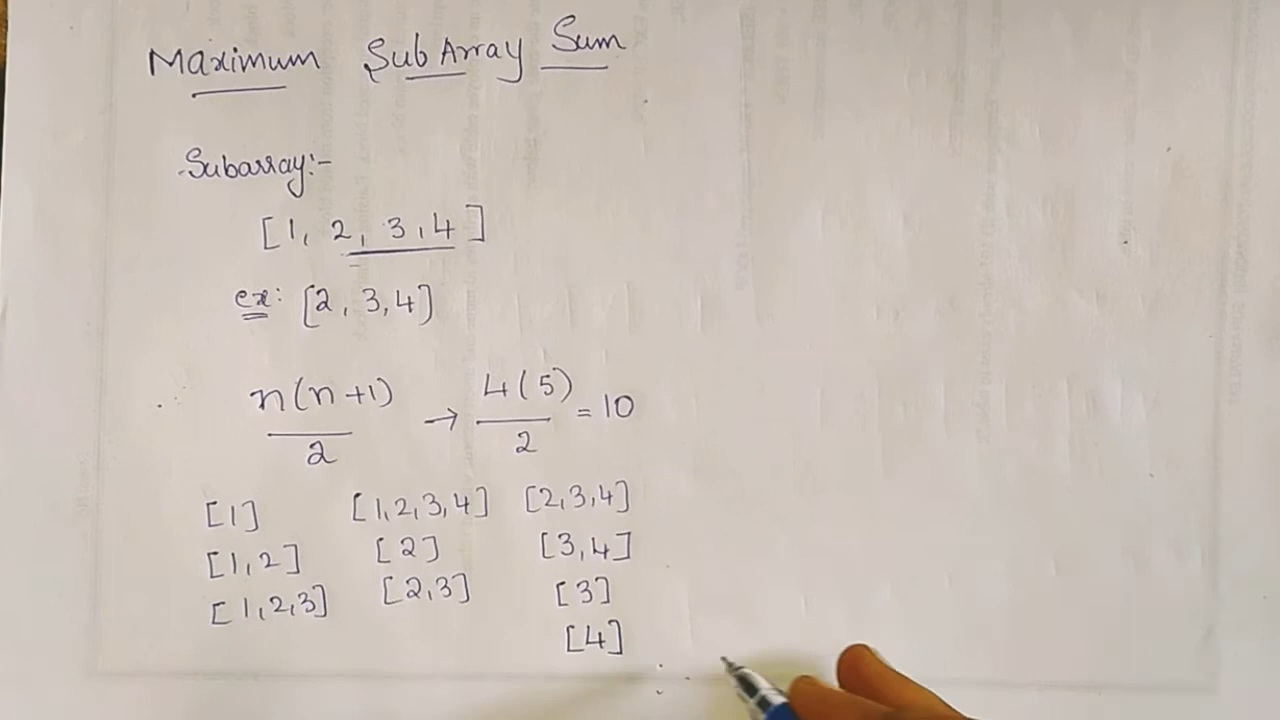 Maximum SubArray Sum
Subarray:-
[1, 2, 3, 4]
ex: [2, 3, 4]
n(n+1)/2 → 4(5)/2 = 10
[1] [1,2,3,4] [2,3,4]
[1,2] [2] [3,4]
[1,2,3] [2,3] [3]
[4]